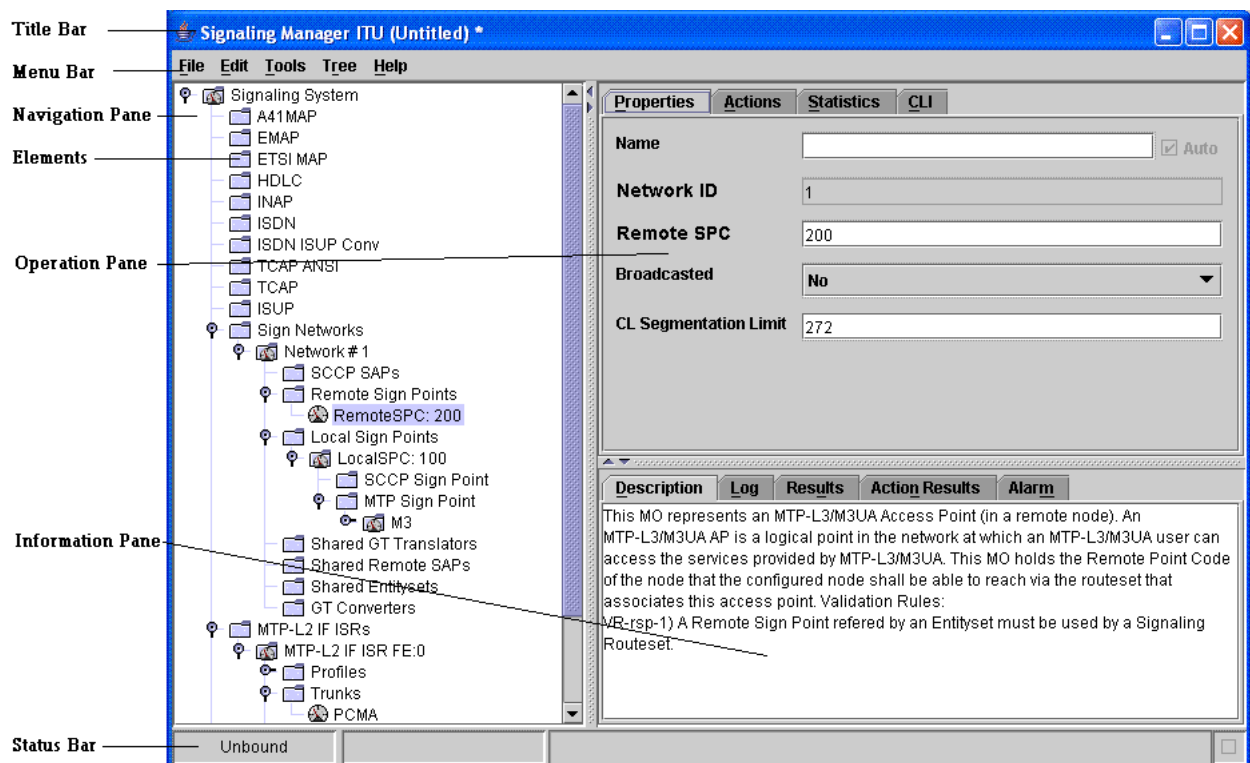 Title Bar
Signaling Manager ITU (Untitled) *
Menu Bar
File Edit Tools Tree Help
Navigation Pane
Elements
Operation Pane
Information Pane
Status Bar
Signaling System
A41MAP
EMAP
ETSI MAP
HDLC
INAP
ISDN
ISDN ISUP Conv
TCAP ANSI
TCAP
ISUP
Sign Networks
Network # 1
SCCP SAPs
Remote Sign Points
RemoteSPC: 200
Local Sign Points
LocalSPC: 100
SCCP Sign Point
MTP Sign Point
M3
Shared GT Translators
Shared Remote SAPs
Shared Entitysets
GT Converters
MTP-L2 IF ISRs
MTP-L2 IF ISR FE:0
Profiles
Trunks
PCMA
Properties Actions Statistics CLI
Name Auto
Network ID 1
Remote SPC 200
Broadcasted No
CL Segmentation Limit 272
Description Log Results Action Results Alarm
This MO represents an MTP-L3/M3UA Access Point (in a remote node). An
MTP-L3/M3UA AP is a logical point in the network at which an MTP-L3/M3UA user can
access the services provided by MTP-L3/M3UA. This MO holds the Remote Point Code
of the node that the configured node shall be able to reach via the routeset that
associates this access point. Validation Rules:
VR-rsp-1) A Remote Sign Point refered by an Entityset must be used by a Signaling
Routeset.
Unbound